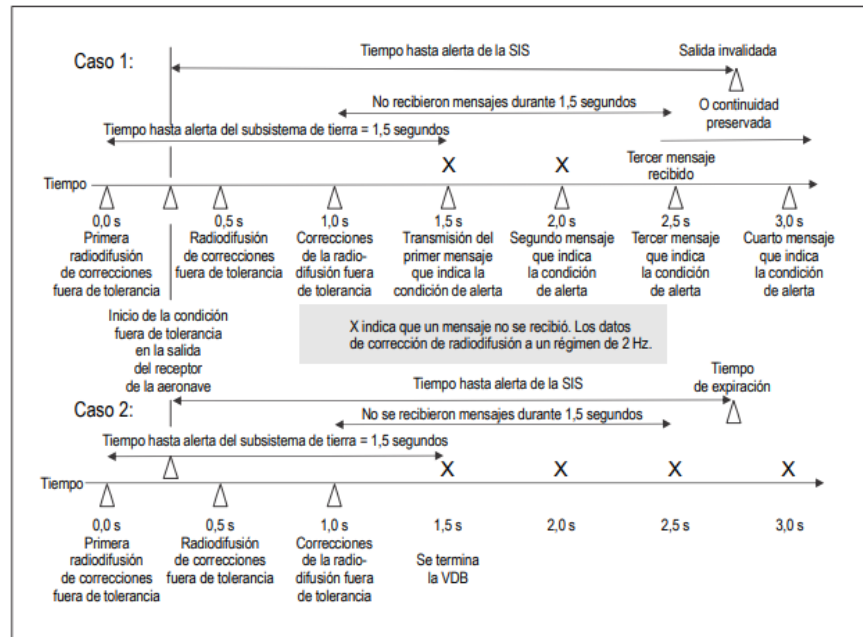 Caso 1:
Tiempo hasta alerta de la SIS
Salida invalidada
No recibieron mensajes durante 1,5 segundos
O continuidad
preservada
Tiempo hasta alerta del subsistema de tierra = 1,5 segundos
X
X
Tercer mensaje
recibido
Tiempo
0,0 s
Primera
radiodifusión
de correcciones
fuera de tolerancia
0,5 s
Radiodifusión
de correcciones
fuera de tolerancia
1,0 s
Correcciones
de la radio-
difusión fuera
de tolerancia
1,5 s
Transmisión del
primer mensaje
que indica la
condición de alerta
2,0 s
Segundo mensaje
que indica
la condición
de alerta
2,5 s
Tercer mensaje
que indica
la condición
de alerta
3,0 s
Cuarto mensaje
que indica
la condición
de alerta
Inicio de la condición
fuera de tolerancia
en la salida
del receptor
de la aeronave
X indica que un mensaje no se recibió. Los datos
de corrección de radiodifusión a un régimen de 2 Hz.
Caso 2:
Tiempo hasta alerta de la SIS
Tiempo
de expiración
No se recibieron mensajes durante 1,5 segundos
Tiempo hasta alerta del subsistema de tierra = 1,5 segundos
X
X
X
X
Tiempo
0,0 s
Primera
radiodifusión
de correcciones
fuera de tolerancia
0,5 s
Radiodifusión
de correcciones
fuera de tolerancia
1,0 s
Correcciones
de la radio-
difusión fuera
de tolerancia
1,5 s
Se termina
la VDB
2,0 s
2,5 s
3,0 s